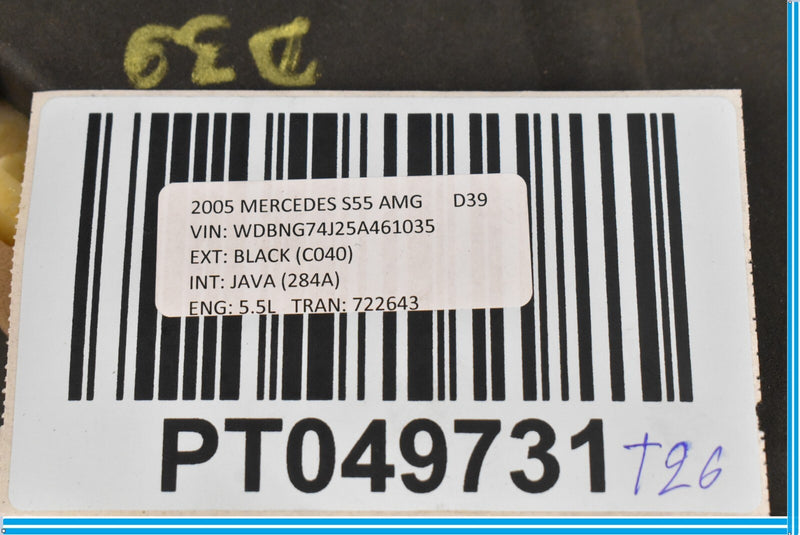 D39
2005 MERCEDES S55 AMG D39
VIN: WDBNG74J25A461035
EXT: BLACK (C040)
INT: JAVA (284A)
ENG: 5.5L TRAN: 722643
PT049731 T26